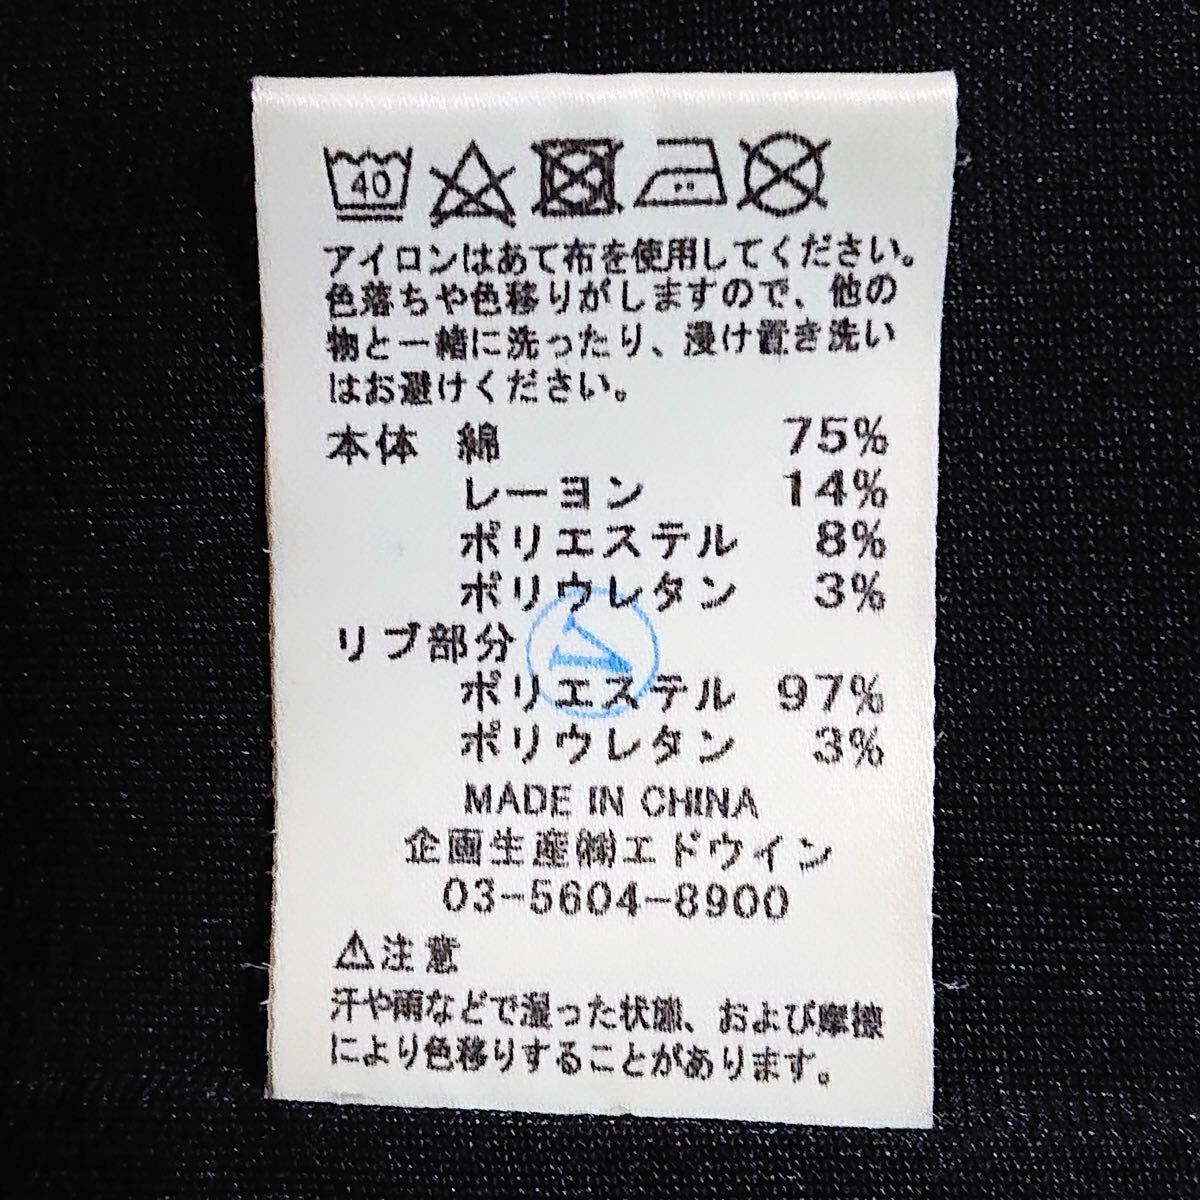 40
アイロンはあて布を使用してください。
色落ちや色移りがしますので、他の
物と一緒に洗ったり、浸け置き洗い
はお避けください。
本体 綿 75%
レーヨン 14%
ポリエステル 8%
ポリウレタン 3%
リブ部分
ポリエステル 97%
ポリウレタン 3%
MADE IN CHINA
企画生産㈱エドウイン
03-5604-8900
⚠注意
汗や雨などで湿った状態、および摩擦
により色移りすることがあります。